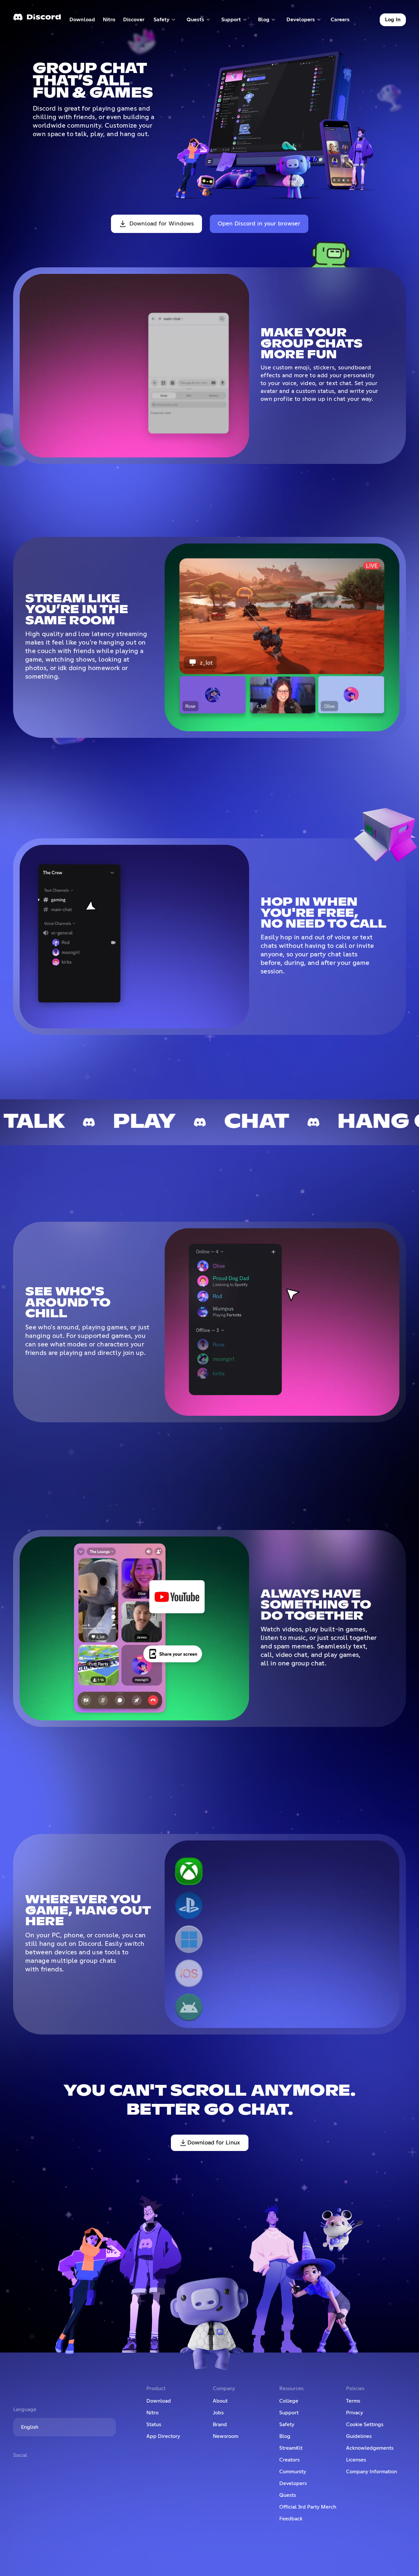 Discord
Download Nitro Discover Safety Quests Support Blog Developers Careers
Log In
GROUP CHAT
THAT'S ALL
FUN & GAMES
Discord is great for playing games and
chilling with friends, or even building a
worldwide community. Customize your
own space to talk, play, and hang out.
Download for Windows
Open Discord in your browser
main-chat
MAKE YOUR
GROUP CHATS
MORE FUN
Use custom emoji, stickers, soundboard
effects and more to add your personality
to your voice, video, or text chat. Set your
avatar and a custom status, and write your
own profile to show up in chat your way.
STREAM LIKE
YOU'RE IN THE
SAME ROOM
High quality and low latency streaming
makes it feel like you're hanging out on
the couch with friends while playing a
game, watching shows, looking at
photos, or idk doing homework or
something.
LIVE
z_lot
Rose
z_lot
Olive
The Crew
Text Channels
gaming
main-chat
Voice Channels
vc-general
Rod
moongirl
kirbs
HOP IN WHEN
YOU'RE FREE,
NO NEED TO CALL
Easily hop in and out of voice or text
chats without having to call or invite
anyone, so your party chat lasts
before, during, and after your game
session.
TALK PLAY CHAT HANG
SEE WHO'S
AROUND TO
CHILL
See who's around, playing games, or just
hanging out. For supported games, you
can see what modes or characters your
friends are playing and directly join up.
Online — 4
Olive
Proud Dog Dad
Listening to Spotify
Rod
Wumpus
Playing Fortnite
Offline — 3
Rose
moongirl
kirbs
The Lounge
Olive
z_lot
Jermn
Putt Party
moongirl
YouTube
Share your screen
ALWAYS HAVE
SOMETHING TO
DO TOGETHER
Watch videos, play built-in games,
listen to music, or just scroll together
and spam memes. Seamlessly text,
call, video chat, and play games,
all in one group chat.
WHEREVER YOU
GAME, HANG OUT
HERE
On your PC, phone, or console, you can
still hang out on Discord. Easily switch
between devices and use tools to
manage multiple group chats
with friends.
iOS
YOU CAN'T SCROLL ANYMORE.
BETTER GO CHAT.
Download for Linux
Language
English
Social
Product
Download
Nitro
Status
App Directory
Company
About
Jobs
Brand
Newsroom
Resources
College
Support
Safety
Blog
StreamKit
Creators
Community
Developers
Quests
Official 3rd Party Merch
Feedback
Policies
Terms
Privacy
Cookie Settings
Guidelines
Acknowledgements
Licenses
Company Information